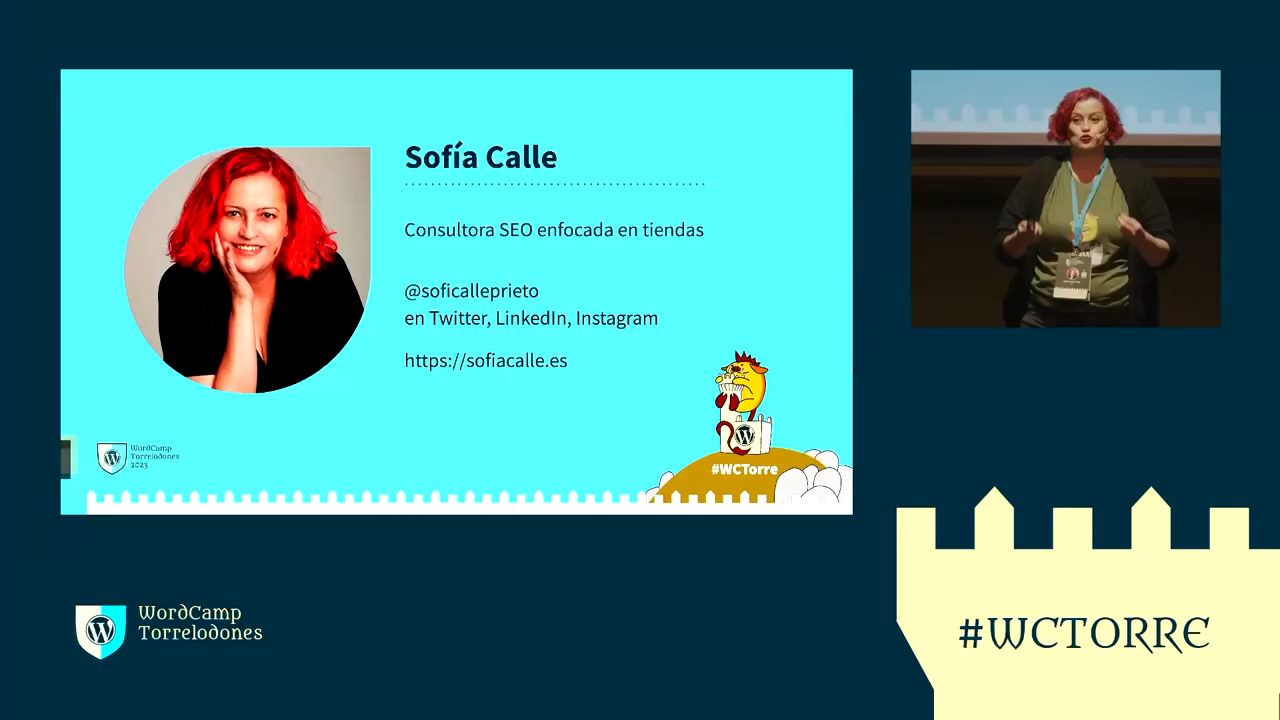 Sofía Calle
Consultora SEO enfocada en tiendas
@soficalleprieto
en Twitter, LinkedIn, Instagram
https://sofiacalle.es
WordCamp
Torrelodones
2023
#WCTorre
WordCamp
Torrelodones
#WCTORRE